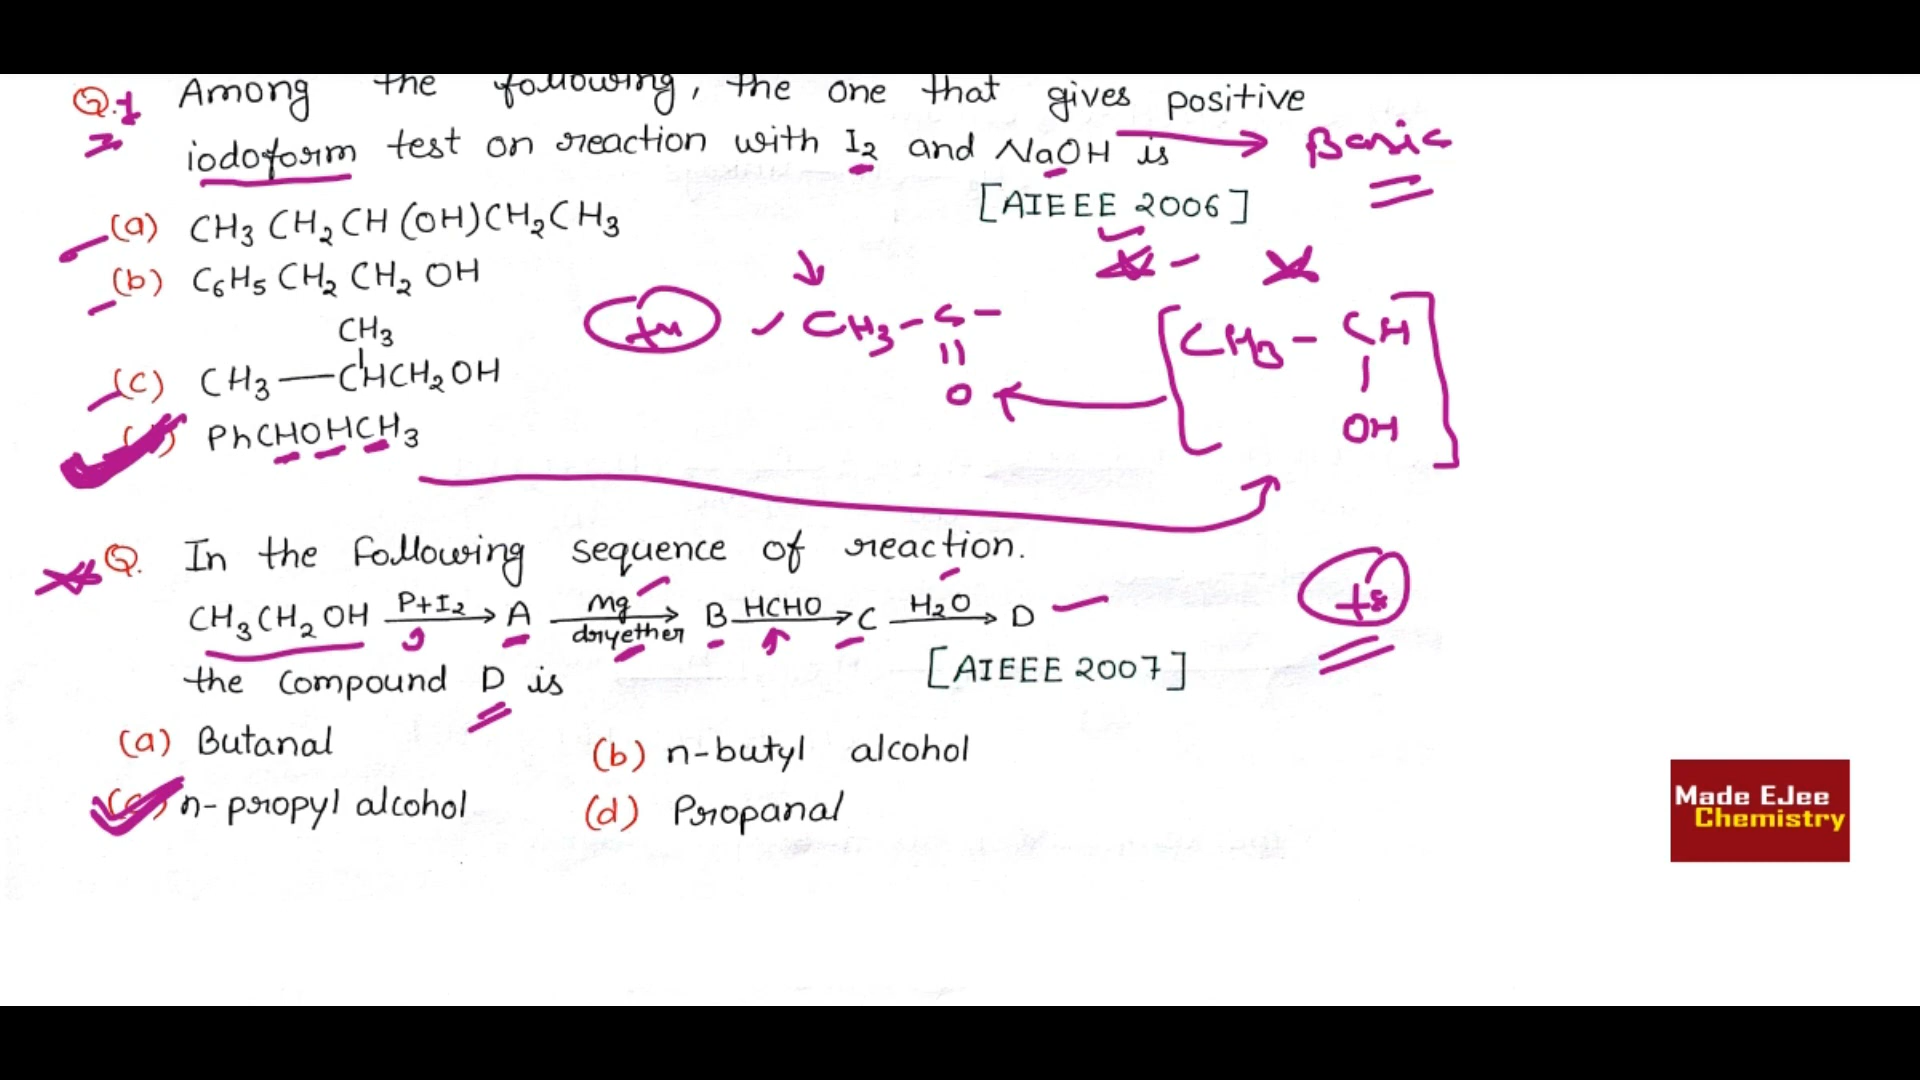 Q.1 Among the following, the one that gives positive
iodoform test on reaction with I₂ and NaOH is
Basic
[AIEEE 2006]
(a) CH₃CH₂CH(OH)CH₂CH₃
(b) C₆H₅CH₂CH₂OH
CH₃
(c) CH₃—CHCH₂OH
PhCHOHCH₃
CH₃-C-
||
O
[CH₃-CH]
|
OH
Q. In the Following sequence of reaction.
CH₃CH₂OH P+I₂→ A Mg→ B HCHO→ C H₂O→ D
dryether
the compound D is
[AIEEE 2007]
(a) Butanal
(b) n-butyl alcohol
n-propyl alcohol
(d) Propanal
Made EJee
Chemistry